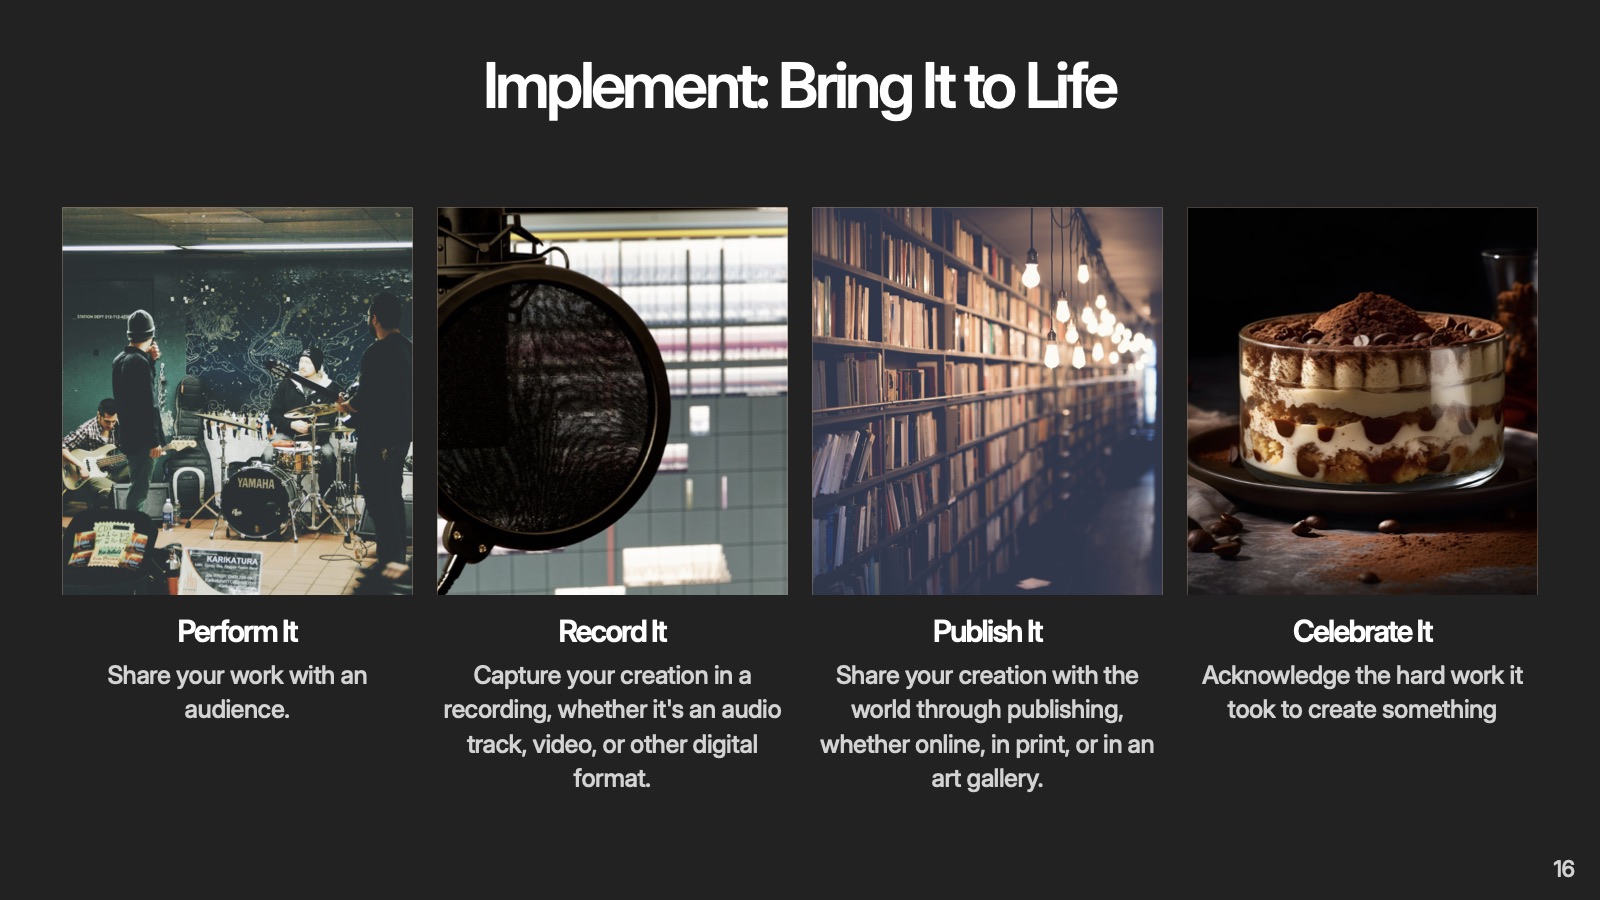 Implement: Bring It to Life
YAMAHA
KARIKATURA
Perform It
Share your work with an
audience.
Record It
Capture your creation in a
recording, whether it's an audio
track, video, or other digital
format.
Publish It
Share your creation with the
world through publishing,
whether online, in print, or in an
art gallery.
Celebrate It
Acknowledge the hard work it
took to create something
16